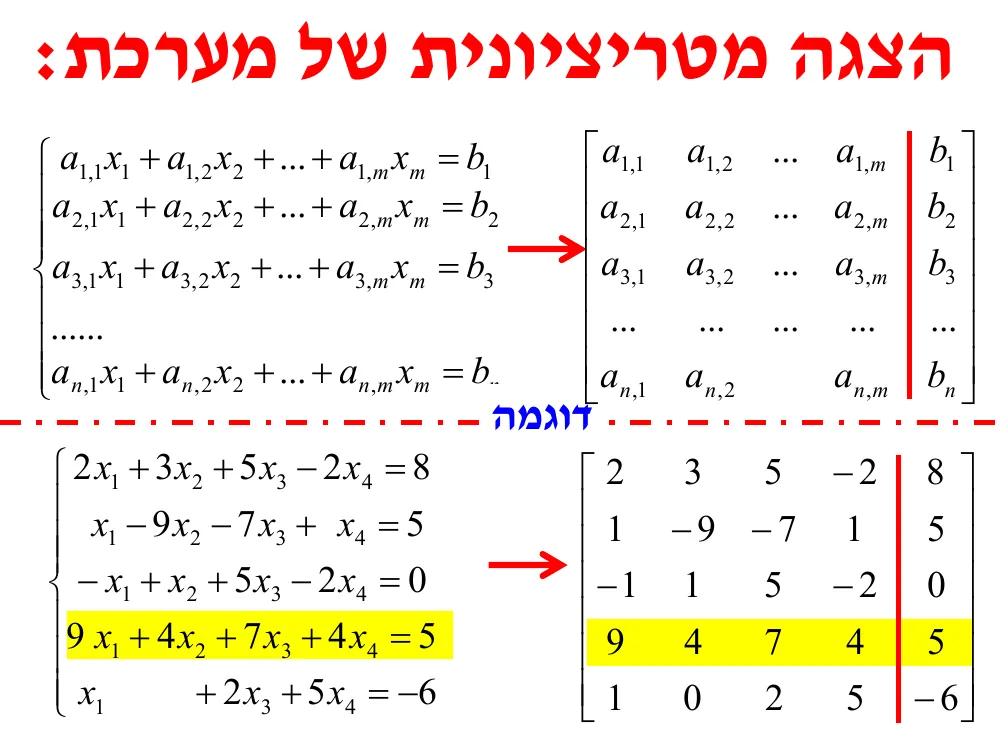 הצגה מטריציונית של מערכת:
a1,1x1 + a1,2x2 + ... + a1,mxm = b1
a2,1x1 + a2,2x2 + ... + a2,mxm = b2
a3,1x1 + a3,2x2 + ... + a3,mxm = b3
......
an,1x1 + an,2x2 + ... + an,mxm = b
a1,1 a1,2 ... a1,m b1
a2,1 a2,2 ... a2,m b2
a3,1 a3,2 ... a3,m b3
... ... ... ... ...
an,1 an,2 an,m bn
דוגמה
2x1 + 3x2 + 5x3 − 2x4 = 8
x1 − 9x2 − 7x3 + x4 = 5
− x1 + x2 + 5x3 − 2x4 = 0
9 x1 + 4x2 + 7x3 + 4x4 = 5
x1 + 2x3 + 5x4 = −6
2 3 5 −2 8
1 −9 −7 1 5
−1 1 5 −2 0
9 4 7 4 5
1 0 2 5 −6